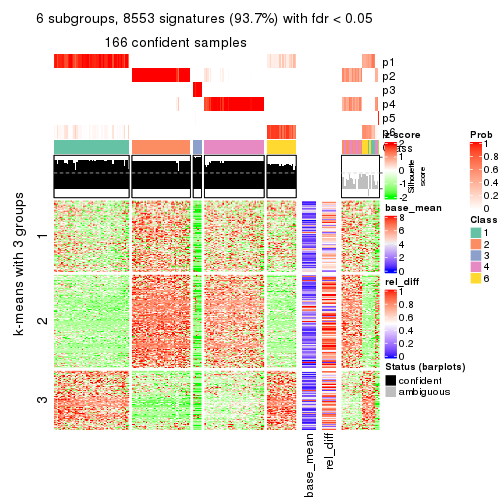 6 subgroups, 8553 signatures (93.7%) with fdr < 0.05
166 confident samples
p1
p2
p3
p4
p5
p6
Class
Silhouette
score
k-means with 3 groups
1
2
3
base_mean
rel_diff
z-score
2
1
0
-1
-2
base_mean
8
6
4
2
0
rel_diff
1
0.8
0.6
0.4
0.2
0
Status (barplots)
confident
ambiguous
Prob
1
0.8
0.6
0.4
0.2
0
Class
1
2
3
4
6